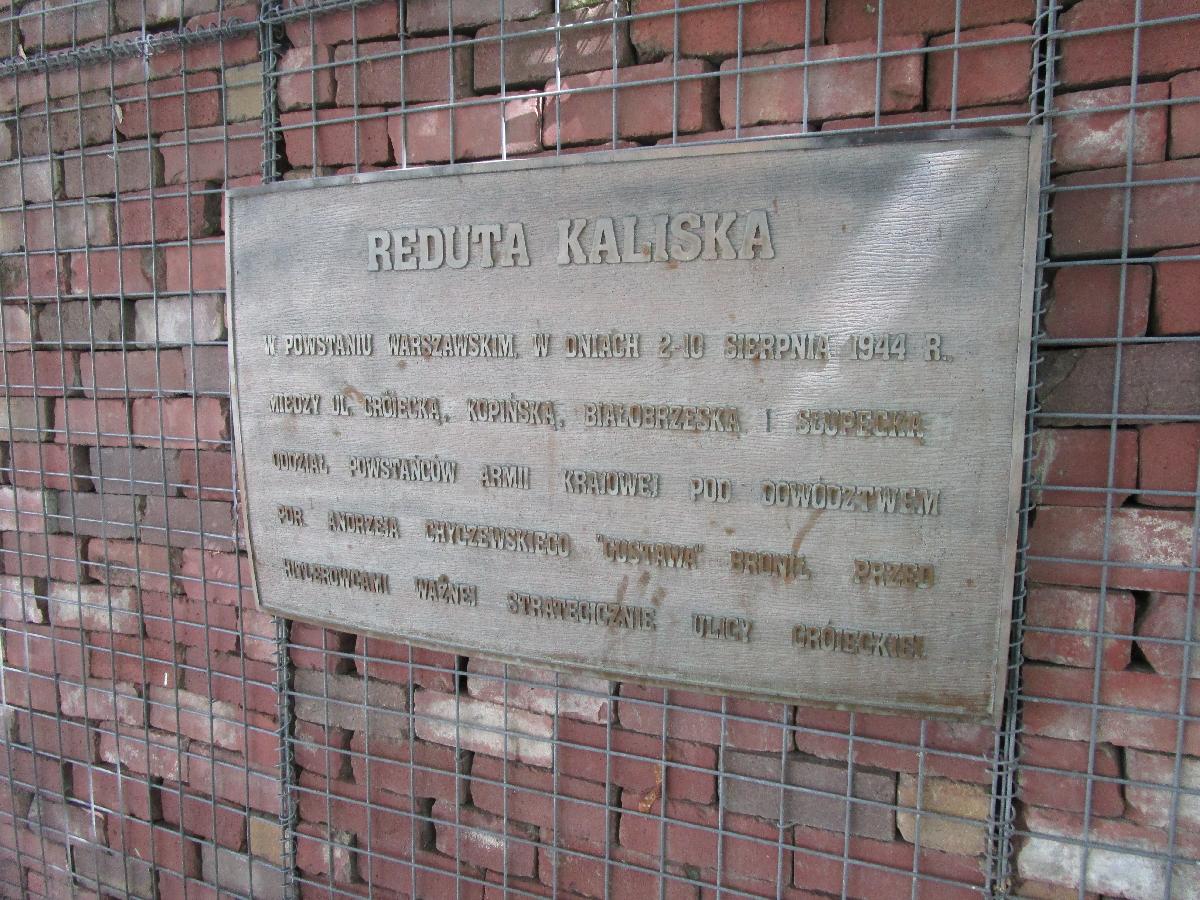 REDUTA KALISKA
W POWSTANIU WARSZAWSKIM, W DNIACH 2-10 SIERPNIA 1944 R.,
MIĘDZY UL. GRÓJECKĄ, KOPIŃSKĄ, BIAŁOBRZESKĄ I SŁUPECKĄ
ODDZIAŁ POWSTAŃCÓW ARMII KRAJOWEJ POD DOWÓDZTWEM
POR. ANDRZEJA CHYCZEWSKIEGO "GUSTAWA" BRONIŁ PRZED
HITLEROWCAMI WAŻNEJ STRATEGICZNIE ULICY GRÓJECKIEJ.